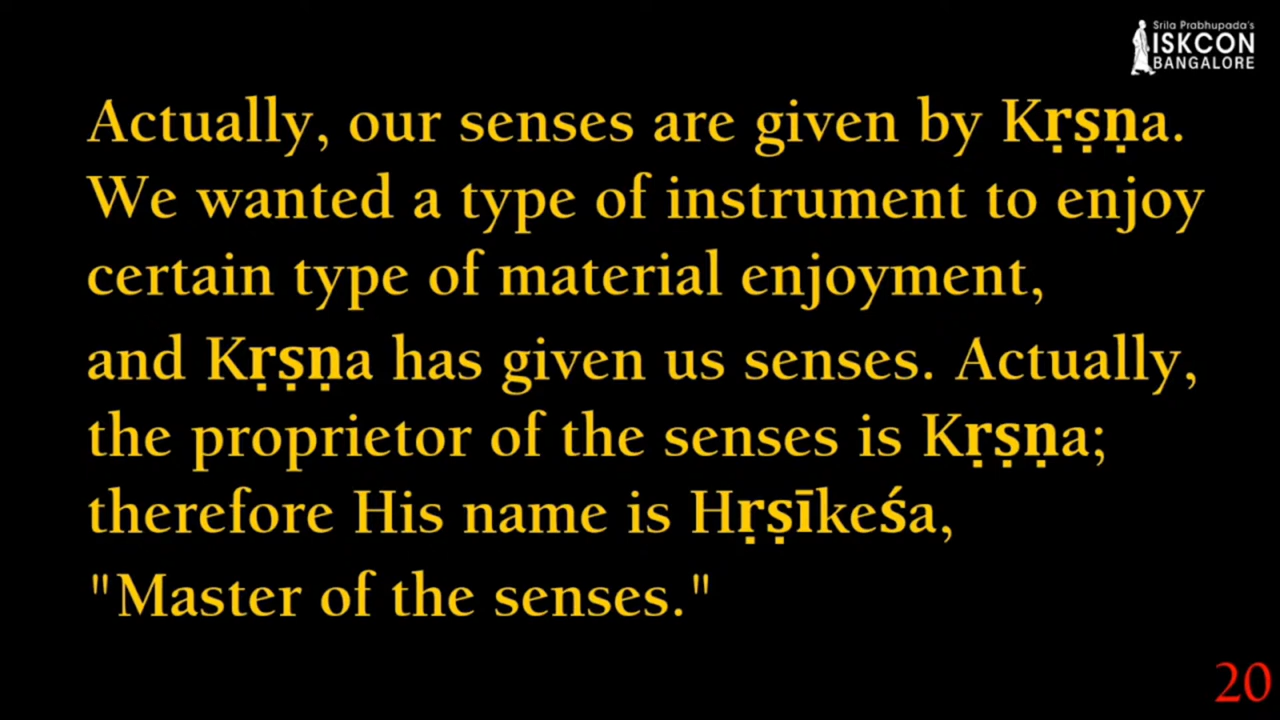 Srila Prabhupada's
ISKCON
BANGALORE
Actually, our senses are given by Kṛṣṇa.
We wanted a type of instrument to enjoy
certain type of material enjoyment,
and Kṛṣṇa has given us senses. Actually,
the proprietor of the senses is Kṛṣṇa;
therefore His name is Hṛṣīkeśa,
"Master of the senses."
20